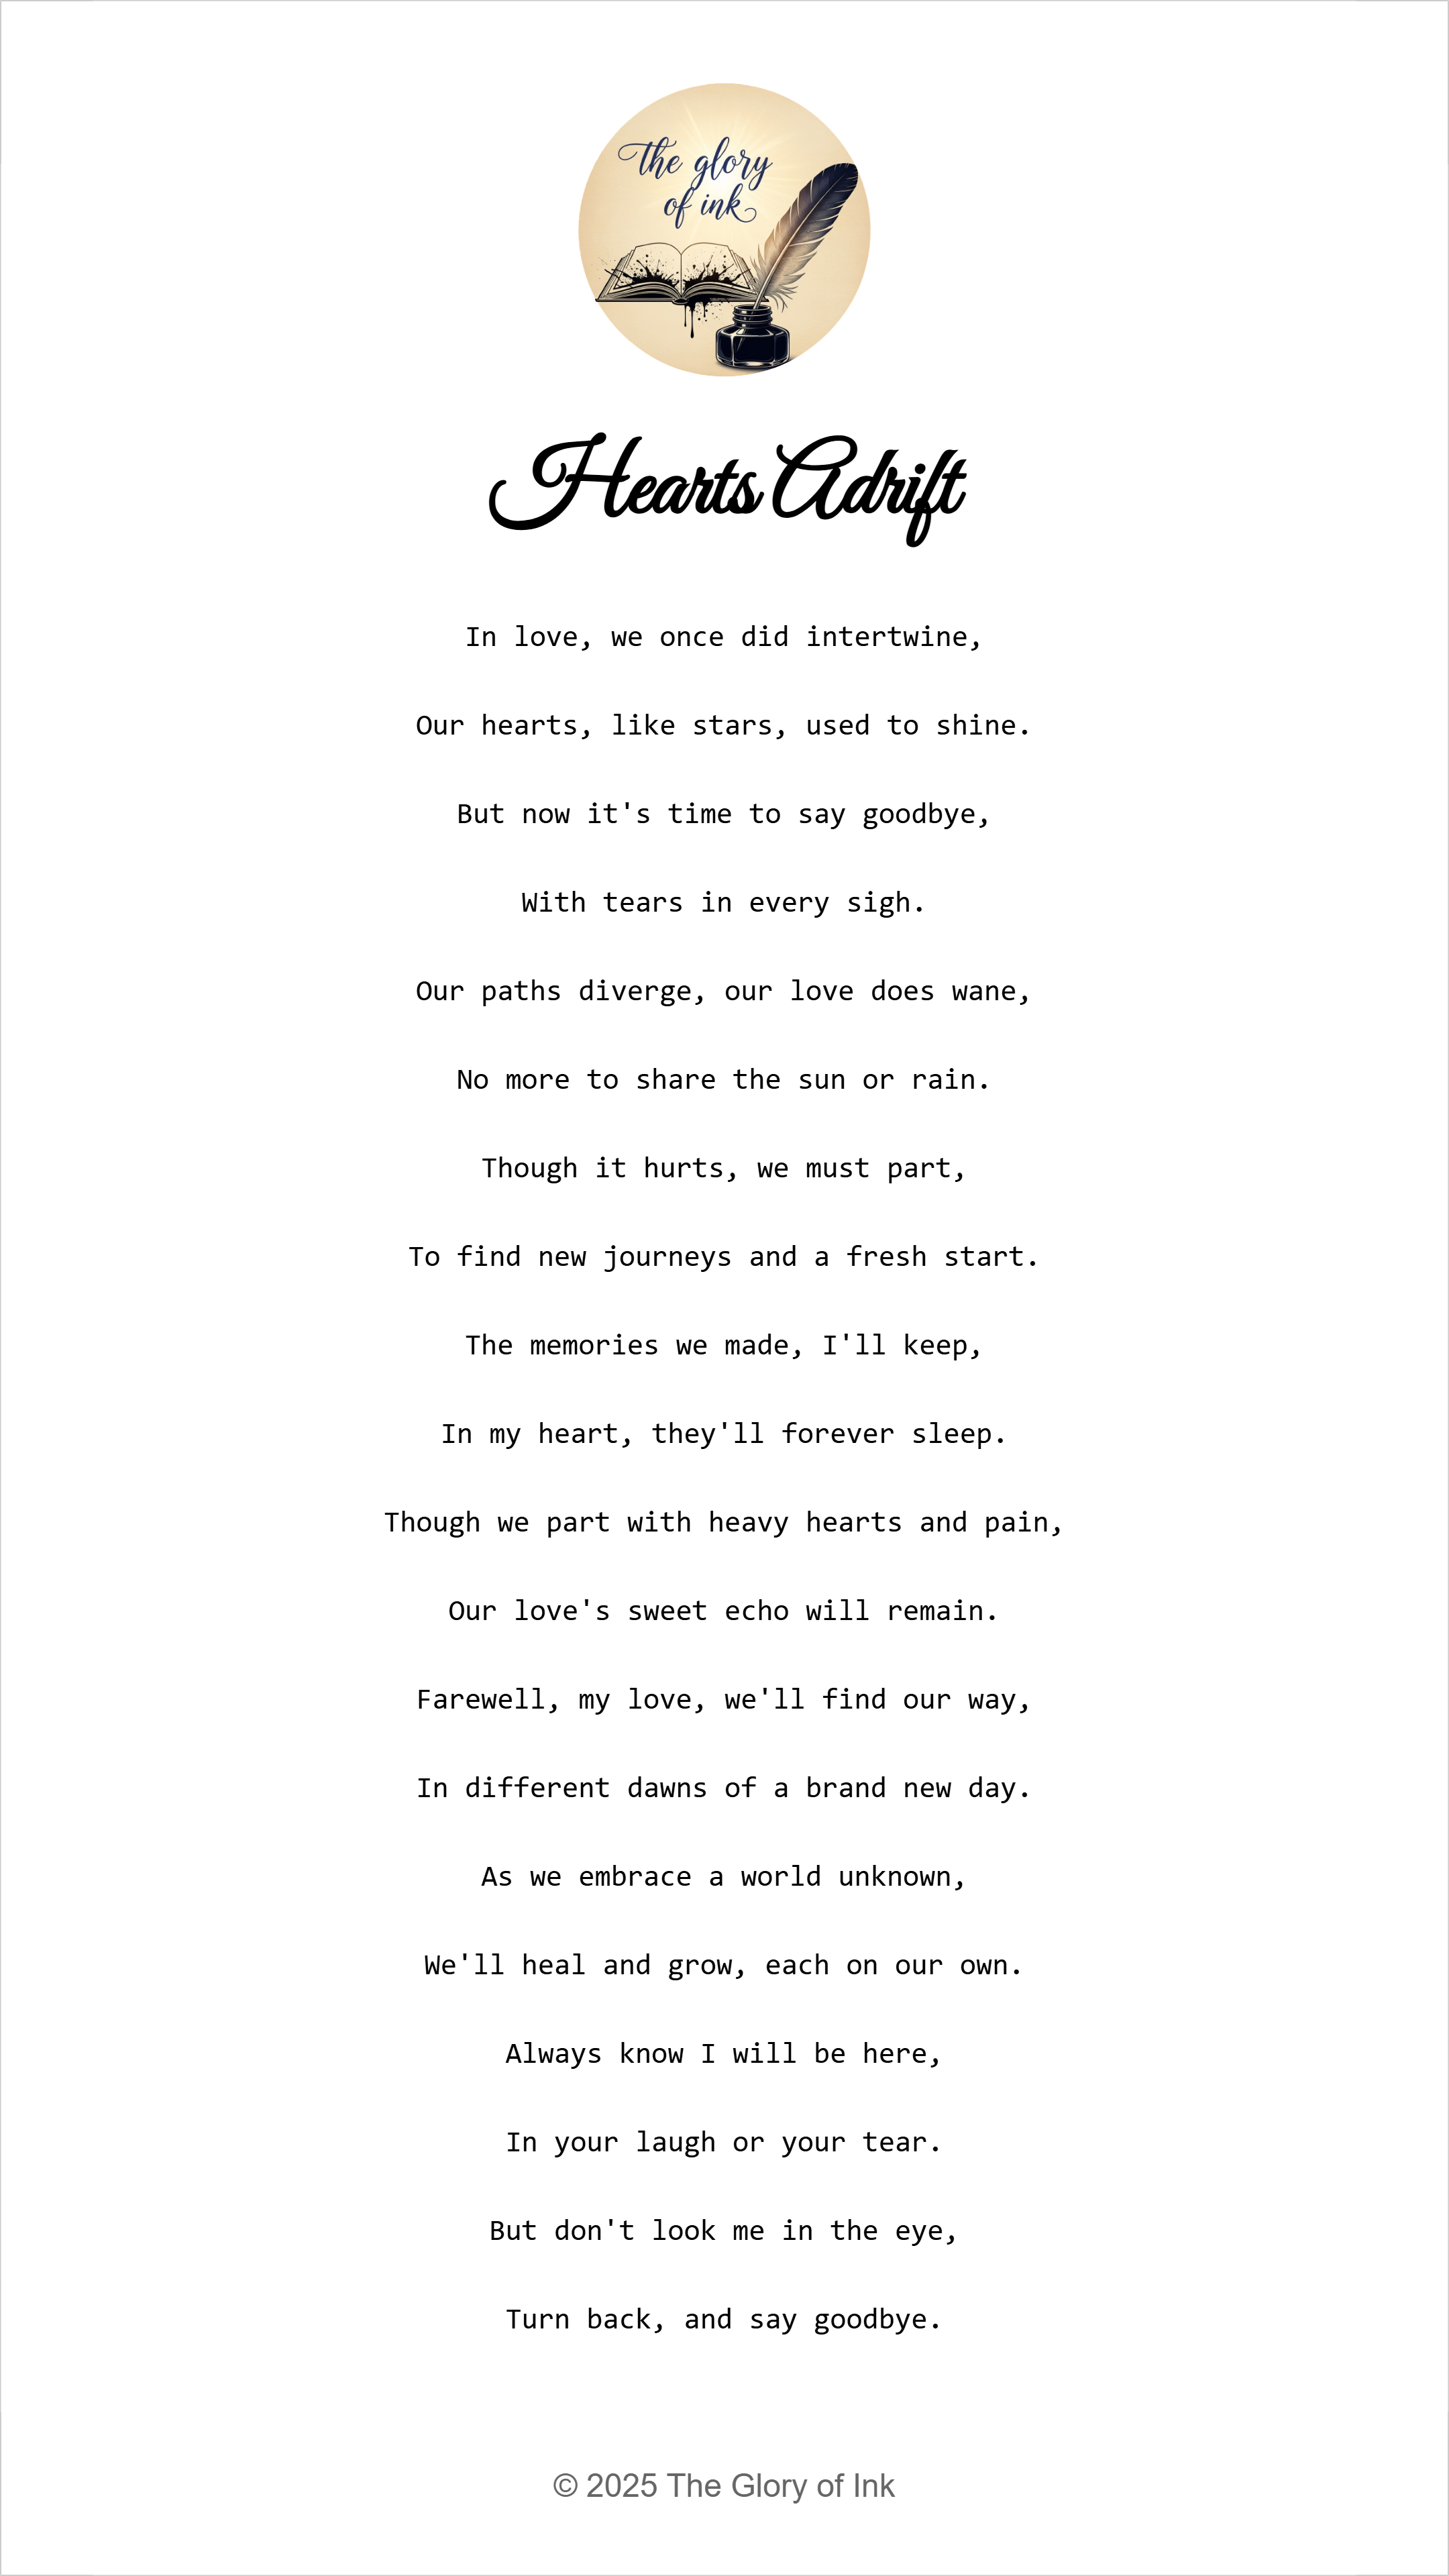 the glory
of ink
Hearts Adrift
In love, we once did intertwine,
Our hearts, like stars, used to shine.
But now it's time to say goodbye,
With tears in every sigh.
Our paths diverge, our love does wane,
No more to share the sun or rain.
Though it hurts, we must part,
To find new journeys and a fresh start.
The memories we made, I'll keep,
In my heart, they'll forever sleep.
Though we part with heavy hearts and pain,
Our love's sweet echo will remain.
Farewell, my love, we'll find our way,
In different dawns of a brand new day.
As we embrace a world unknown,
We'll heal and grow, each on our own.
Always know I will be here,
In your laugh or your tear.
But don't look me in the eye,
Turn back, and say goodbye.
© 2025 The Glory of Ink